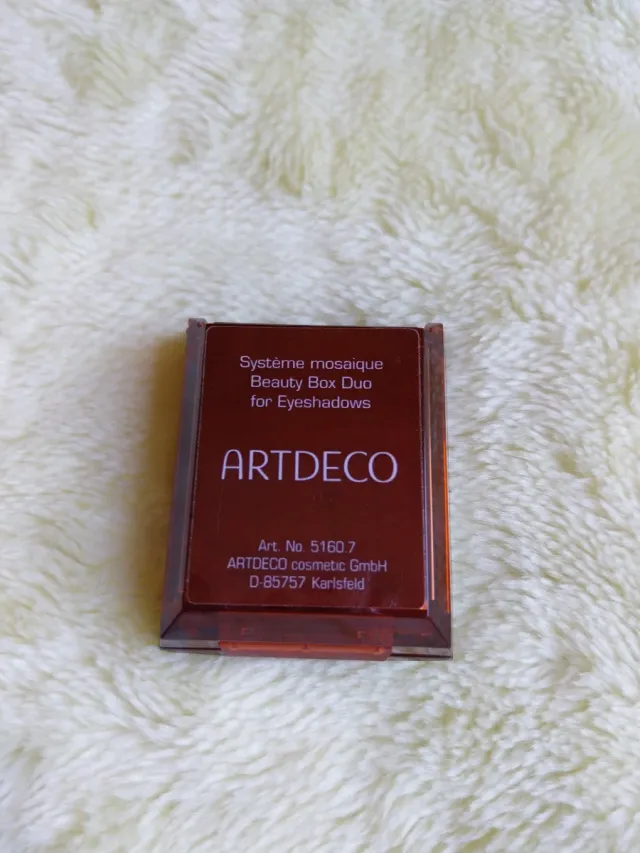 Système mosaique
Beauty Box Duo
for Eyeshadows
ARTDECO
Art. No. 5160.7
ARTDECO cosmetic GmbH
D-85757 Karlsfeld